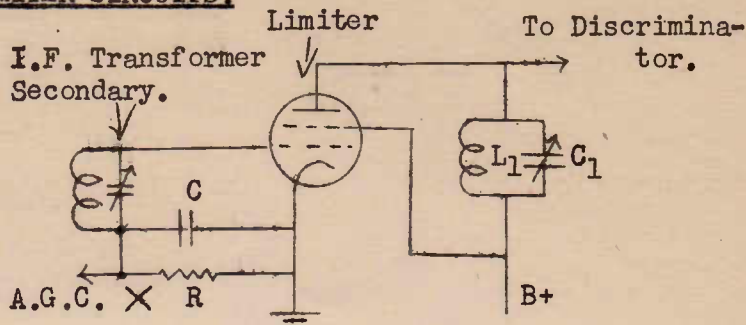 Limiter
To Discrimina-
tor.
I.F. Transformer
Secondary.
C
L1
C1
A.G.C. X R
B+